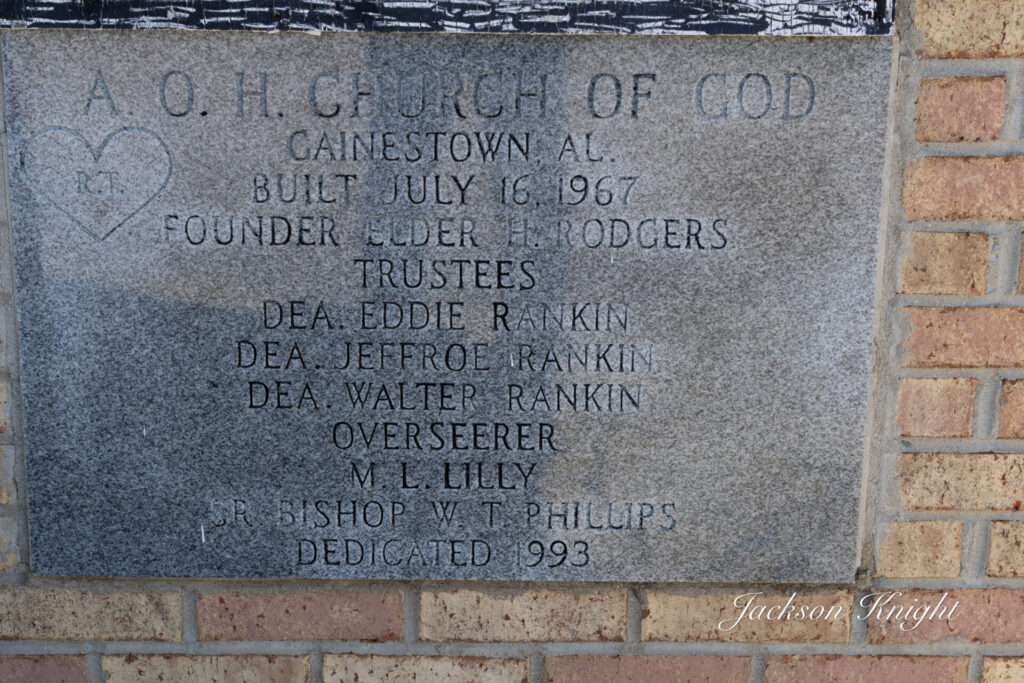 A. O. H. CHURCH OF GOD
GAINESTOWN, AL.
R.T.
BUILT JULY 16, 1967
FOUNDER ELDER H. RODGERS
TRUSTEES
DEA. EDDIE RANKIN
DEA. JEFFROE RANKIN
DEA. WALTER RANKIN
OVERSEERER
M. L. LILLY
SR BISHOP W. T. PHILLIPS
DEDICATED 1993
Jackson Knight